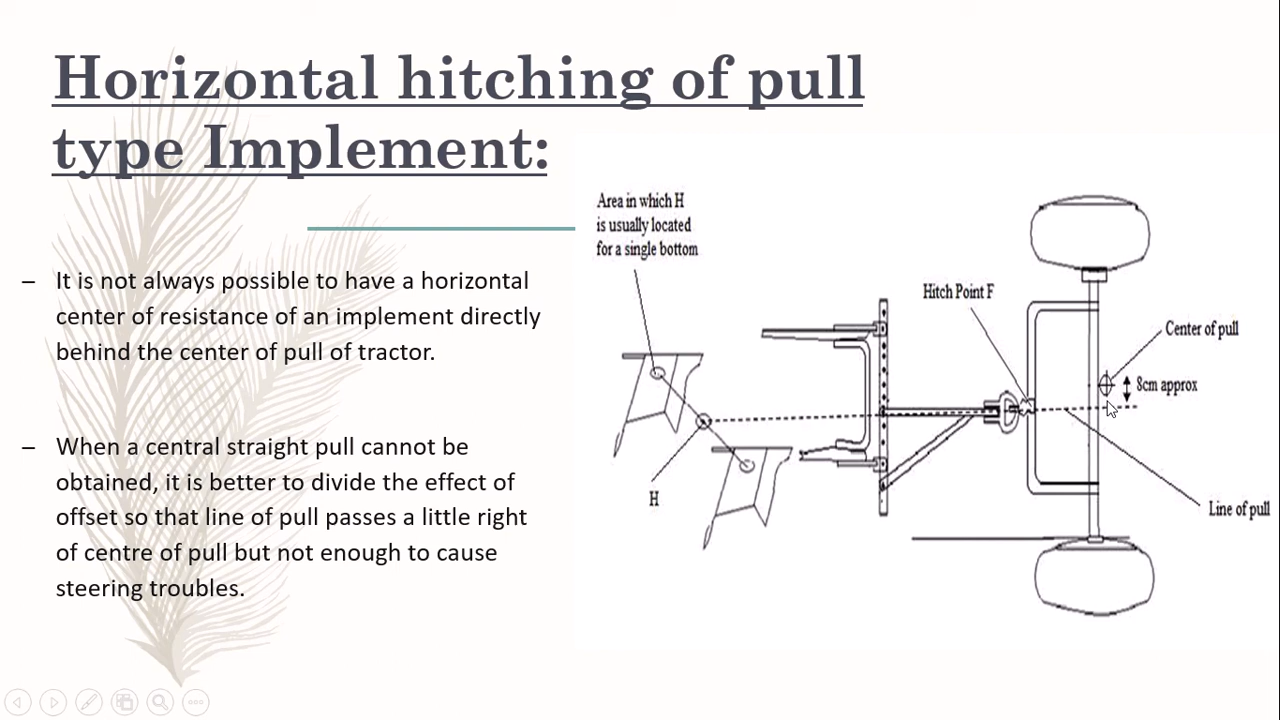 Horizontal hitching of pull
type Implement:
– It is not always possible to have a horizontal
center of resistance of an implement directly
behind the center of pull of tractor.
– When a central straight pull cannot be
obtained, it is better to divide the effect of
offset so that line of pull passes a little right
of centre of pull but not enough to cause
steering troubles.
Area in which H
is usually located
for a single bottom
Hitch Point F
Center of pull
8cm approx
H
Line of pull